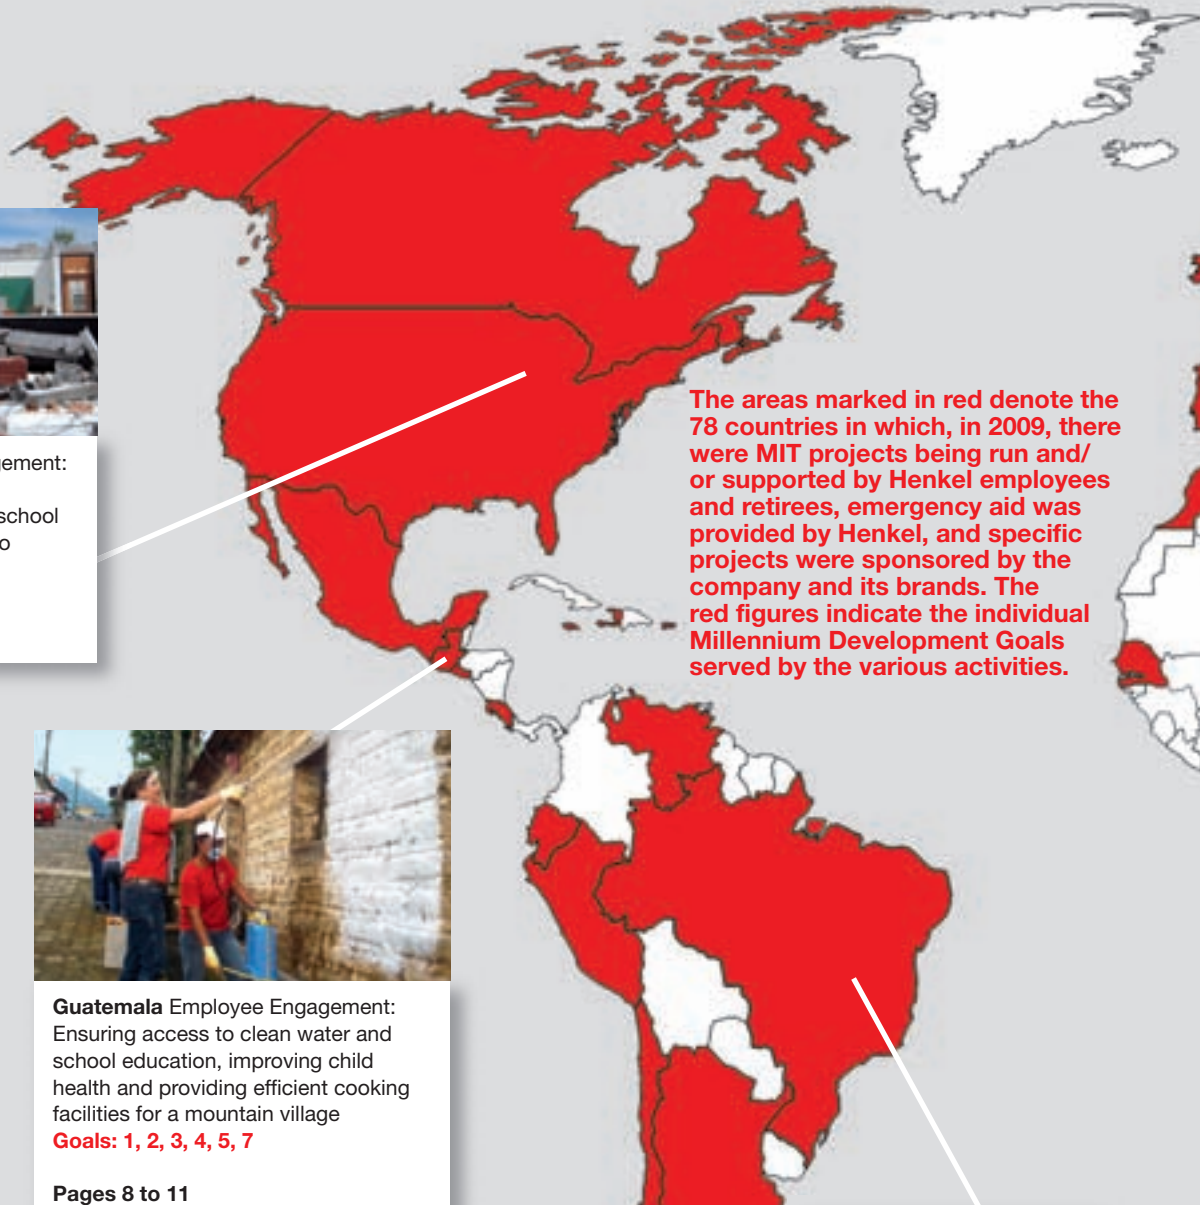 The areas marked in red denote the
78 countries in which, in 2009, there
were MIT projects being run and/
or supported by Henkel employees
and retirees, emergency aid was
provided by Henkel, and specific
projects were sponsored by the
company and its brands. The
red figures indicate the individual
Millennium Development Goals
served by the various activities.
school
Guatemala Employee Engagement:
Ensuring access to clean water and
school education, improving child
health and providing efficient cooking
facilities for a mountain village
Goals: 1, 2, 3, 4, 5, 7
Pages 8 to 11